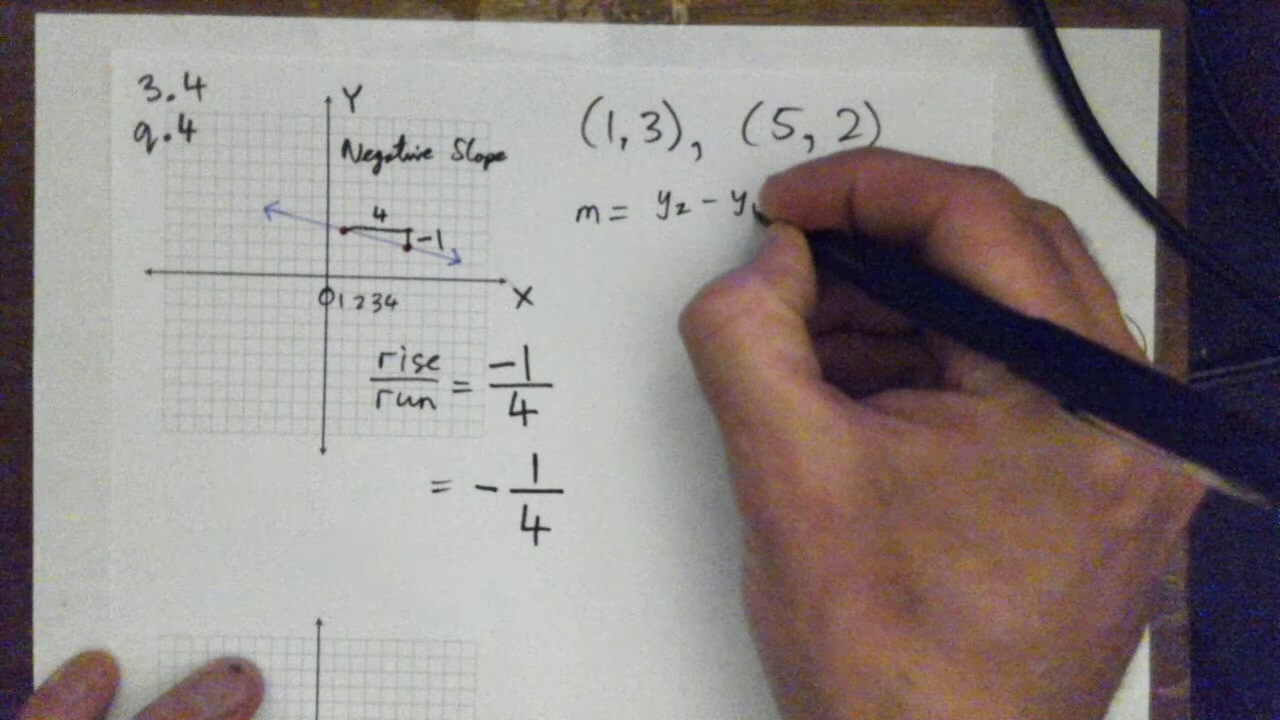 3.4
q.4
Y
Negative Slope
4
-1
X
0 1 2 3 4
rise/run = -1/4
= - 1/4
(1,3), (5,2)
m = y₂ - y₁